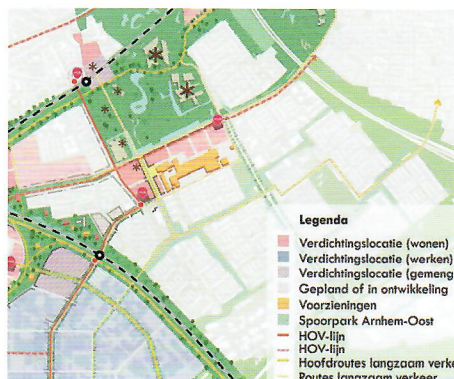 Legenda
Verdichtingslocatie (wonen)
Verdichtingslocatie (werken)
Verdichtingslocatie (gemeng
Gepland of in ontwikkeling
Voorzieningen
Spoorpark Arnhem-Oost
HOV-lijn
HOV-lijn
Hoofdroutes langzaam verke
Routes langzaam verkeer